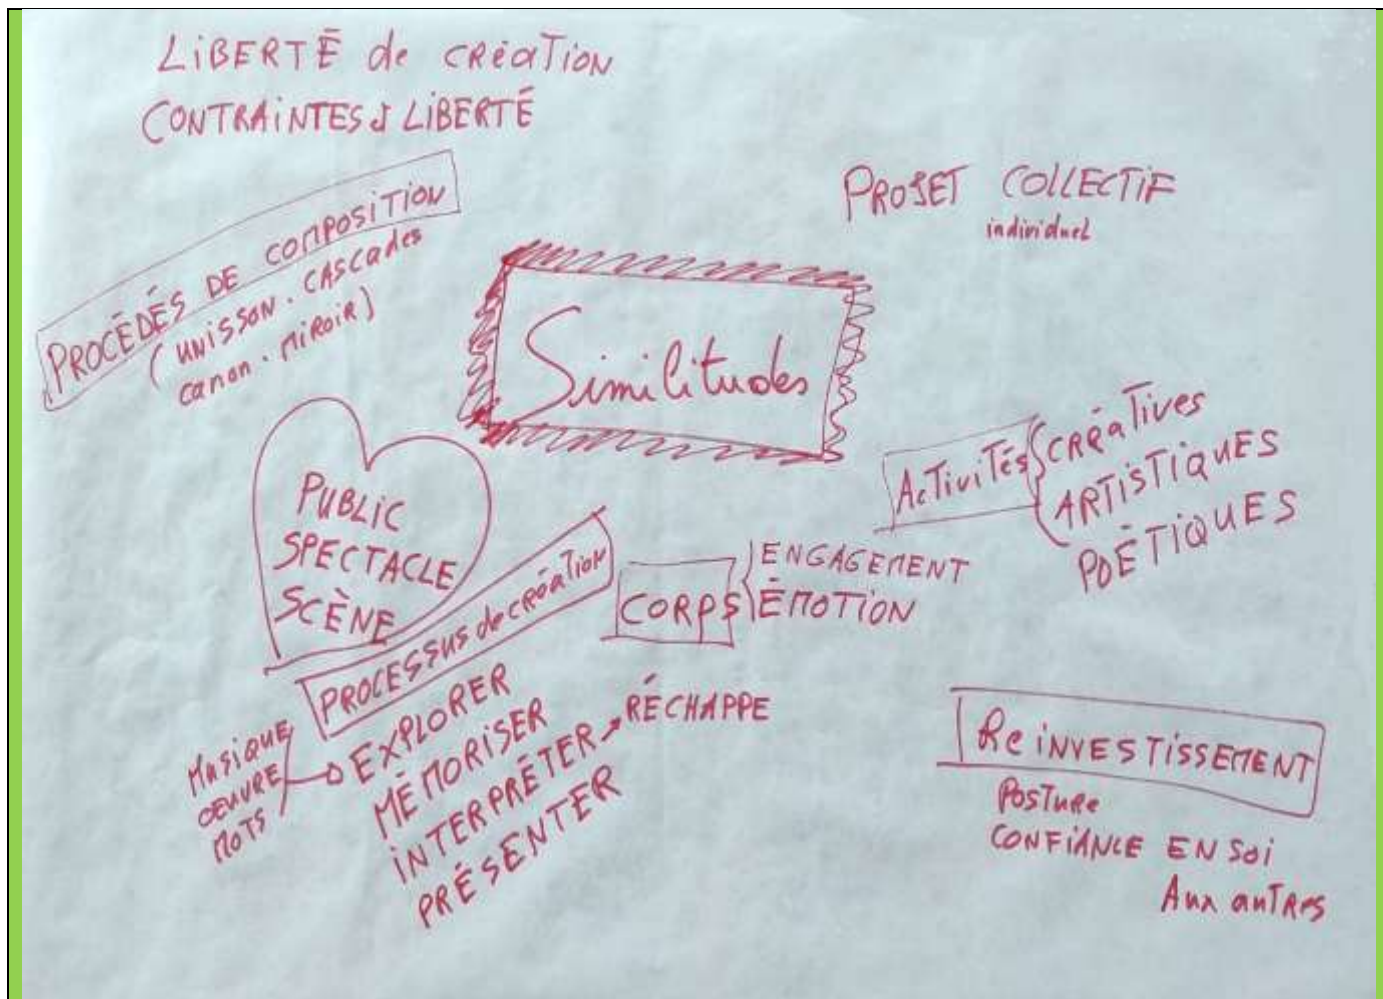 LiBERTÉ de cRéaTiON
CONTRAiNTES & LiBERTÉ
PROJET COLLECTiF
individuel
PROCÉDÉS DE COMPOSiTiON
(UNiSSON. CAScades
canon. MiRoiR)
Similitudes
AcTiviTés
CRéaTives
ARTiSTiQUES
POÉTiQUES
PUBLiC
SPECTACLE
SCÈNE
CORPS
ENGAGEMENT
ÉMOTiON
PROCESSUS de créaTioN
Musique
OEUVRE
MOTS
EXPLORER
MÉMORiSER
iNTERPRÉTER
PRÉSENTER
RÉCHAPPE
Re iNVESTiSSEMENT
PosTuRe
CONFiANCE EN Soi
Aux auTRes